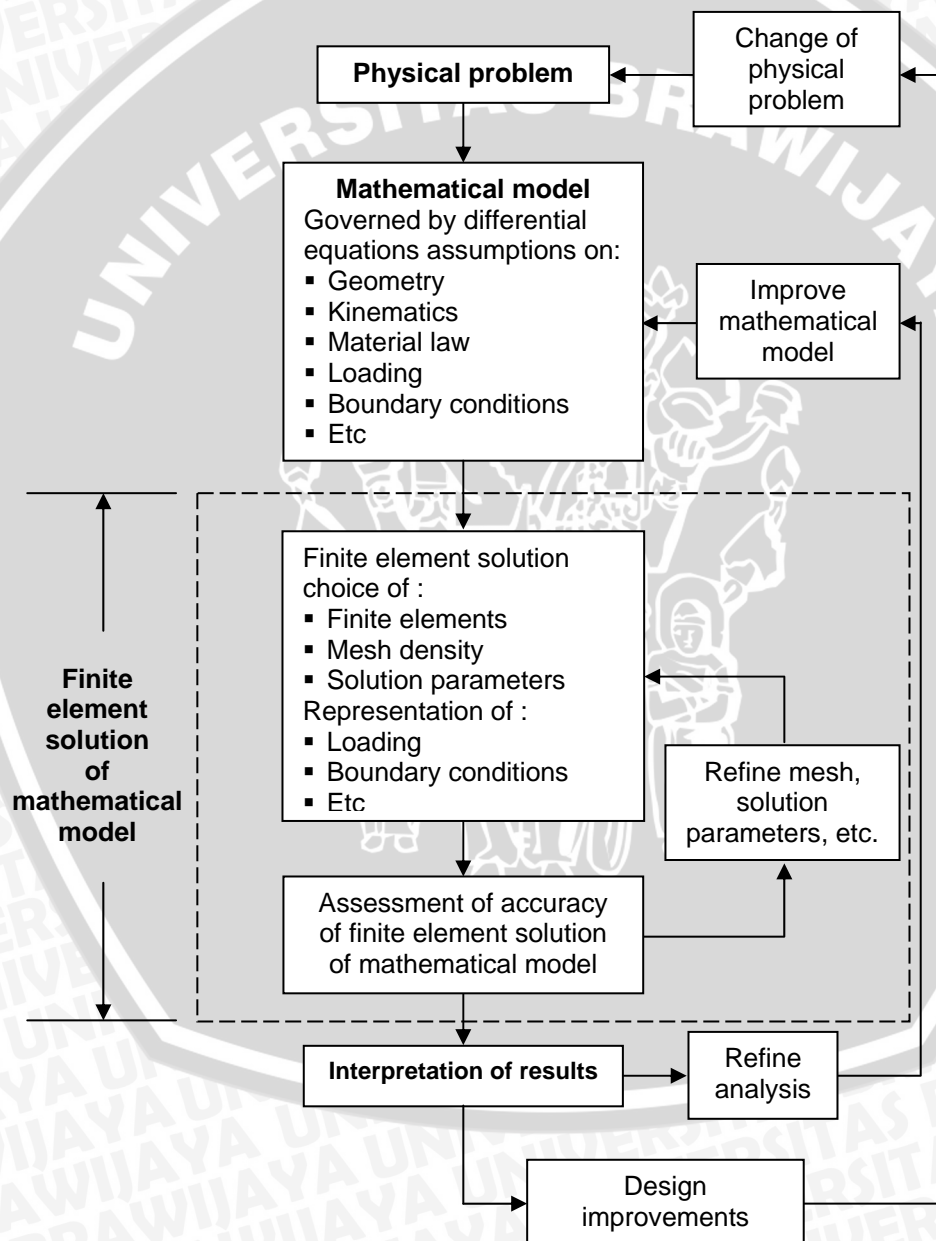 Physical problem
Change of
physical
problem
Mathematical model
Governed by differential
equations assumptions on:
▪ Geometry
▪ Kinematics
▪ Material law
▪ Loading
▪ Boundary conditions
▪ Etc
Improve
mathematical
model
Finite
element
solution
of
mathematical
model
Finite element solution
choice of :
▪ Finite elements
▪ Mesh density
▪ Solution parameters
Representation of :
▪ Loading
▪ Boundary conditions
▪ Etc
Refine mesh,
solution
parameters, etc.
Assessment of accuracy
of finite element solution
of mathematical model
Interpretation of results
Refine
analysis
Design
improvements
UNIVERSITAS BRAWIJAYA